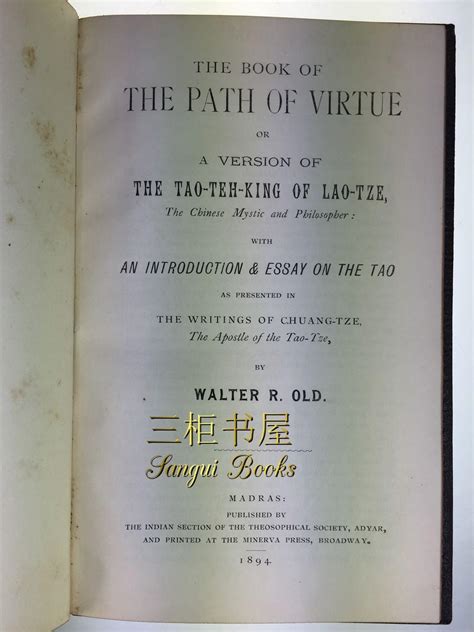 THE BOOK OF
THE PATH OF VIRTUE
OR
A VERSION OF
THE TAO-TEH-KING OF LAO-TZE,
The Chinese Mystic and Philosopher:
WITH
AN INTRODUCTION & ESSAY ON THE TAO
AS PRESENTED IN
THE WRITINGS OF CHUANG-TZE,
The Apostle of the Tao-Tze,
BY
WALTER R. OLD.
三柜书屋
Sangui Books
MADRAS:
PUBLISHED BY
THE INDIAN SECTION OF THE THEOSOPHICAL SOCIETY, ADYAR,
AND PRINTED AT THE MINERVA PRESS, BROADWAY.
1894